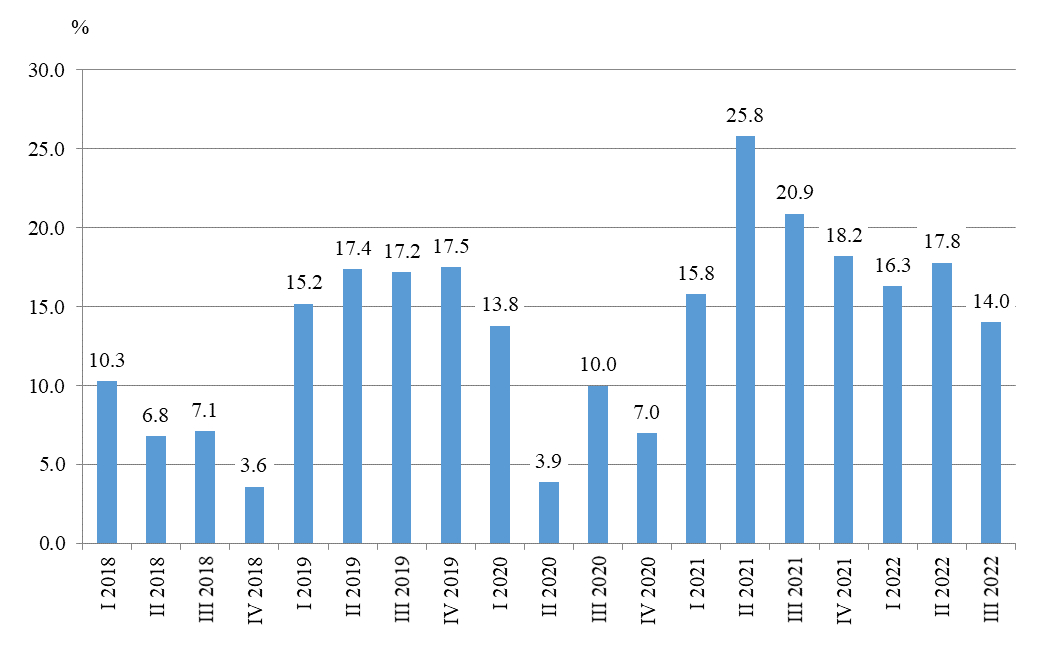 %
30.0
25.0
20.0
15.0
10.0
5.0
0.0
10.3
6.8
7.1
3.6
15.2
17.4
17.2
17.5
13.8
3.9
10.0
7.0
15.8
25.8
20.9
18.2
16.3
17.8
14.0
I 2018
II 2018
III 2018
IV 2018
I 2019
II 2019
III 2019
IV 2019
I 2020
II 2020
III 2020
IV 2020
I 2021
II 2021
III 2021
IV 2021
I 2022
II 2022
III 2022